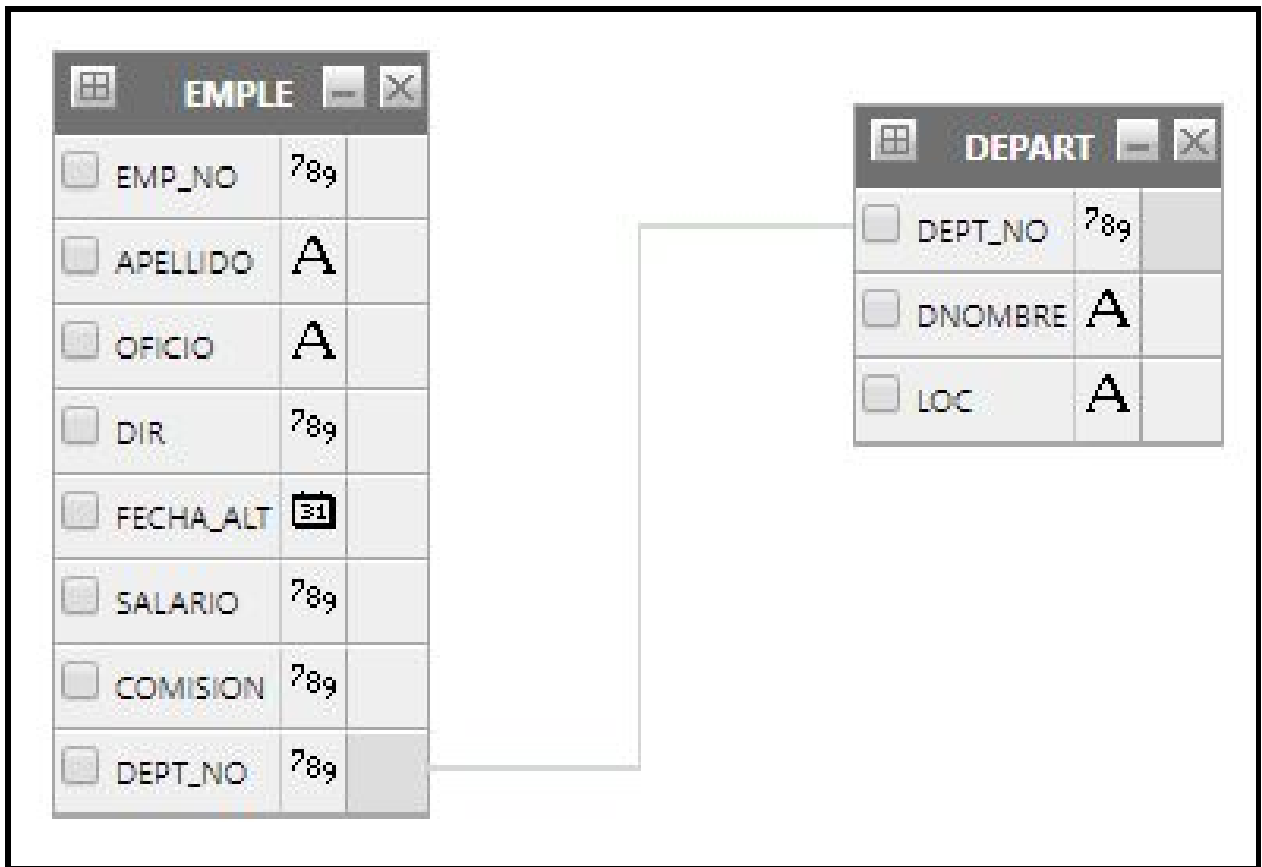 EMPLE
EMP_NO 789
APELLIDO A
OFICIO A
DIR 789
FECHA_ALT 31
SALARIO 789
COMISION 789
DEPT_NO 789
DEPART
DEPT_NO 789
DNOMBRE A
LOC A